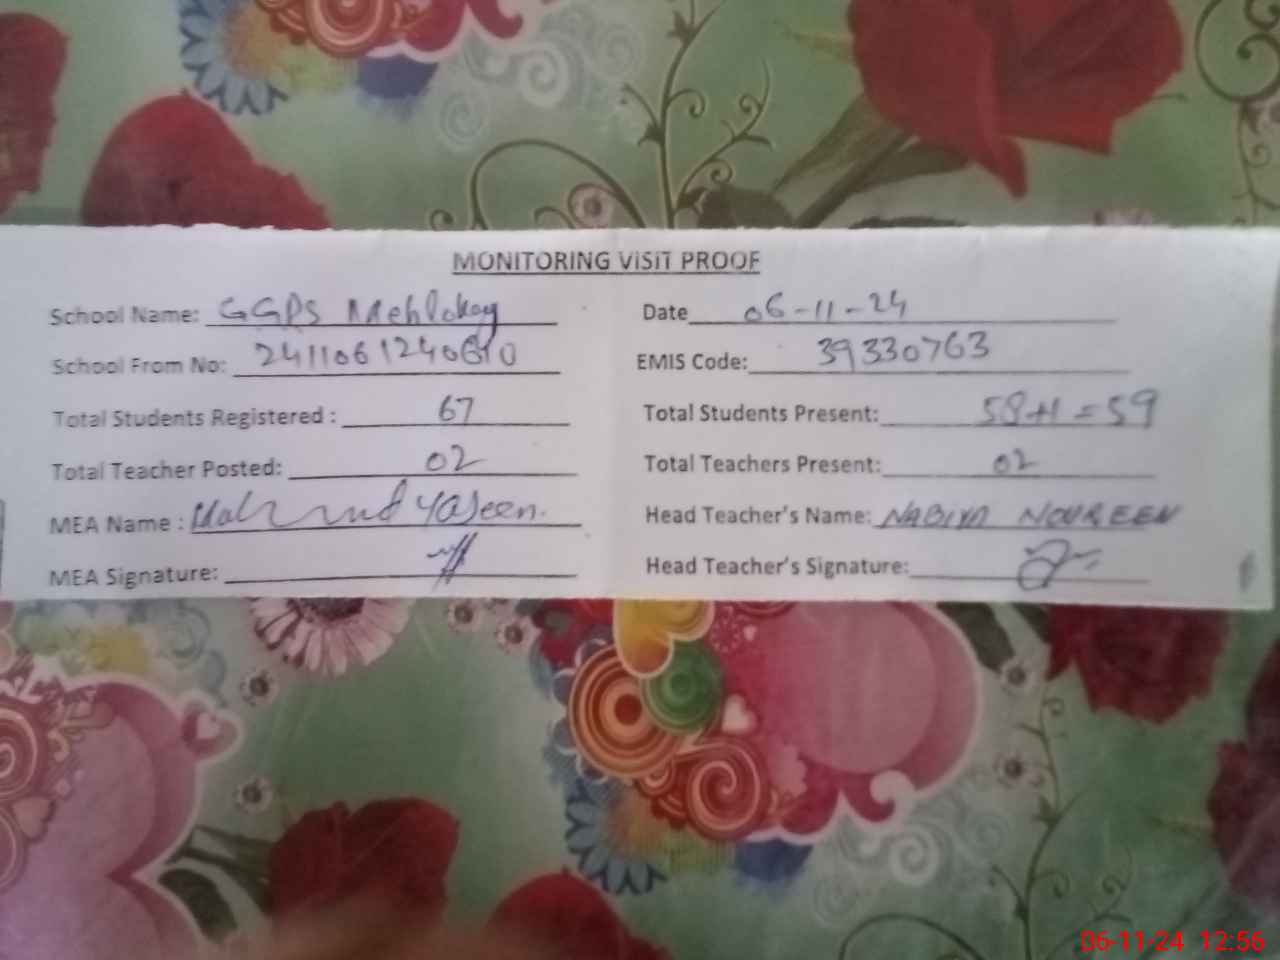 MONITORING VISIT PROOF
School Name: GGPS Mehlokay Date 06-11-24
School From No: 241106124 EMIS Code: 39330763
Total Students Registered : 67 Total Students Present: 58+1 = 59
Total Teacher Posted: 02 Total Teachers Present: 02
MEA Name : Yaseen. Head Teacher's Name: NABIYA NOUREEN
MEA Signature: Head Teacher's Signature:
06-11-24 12:56